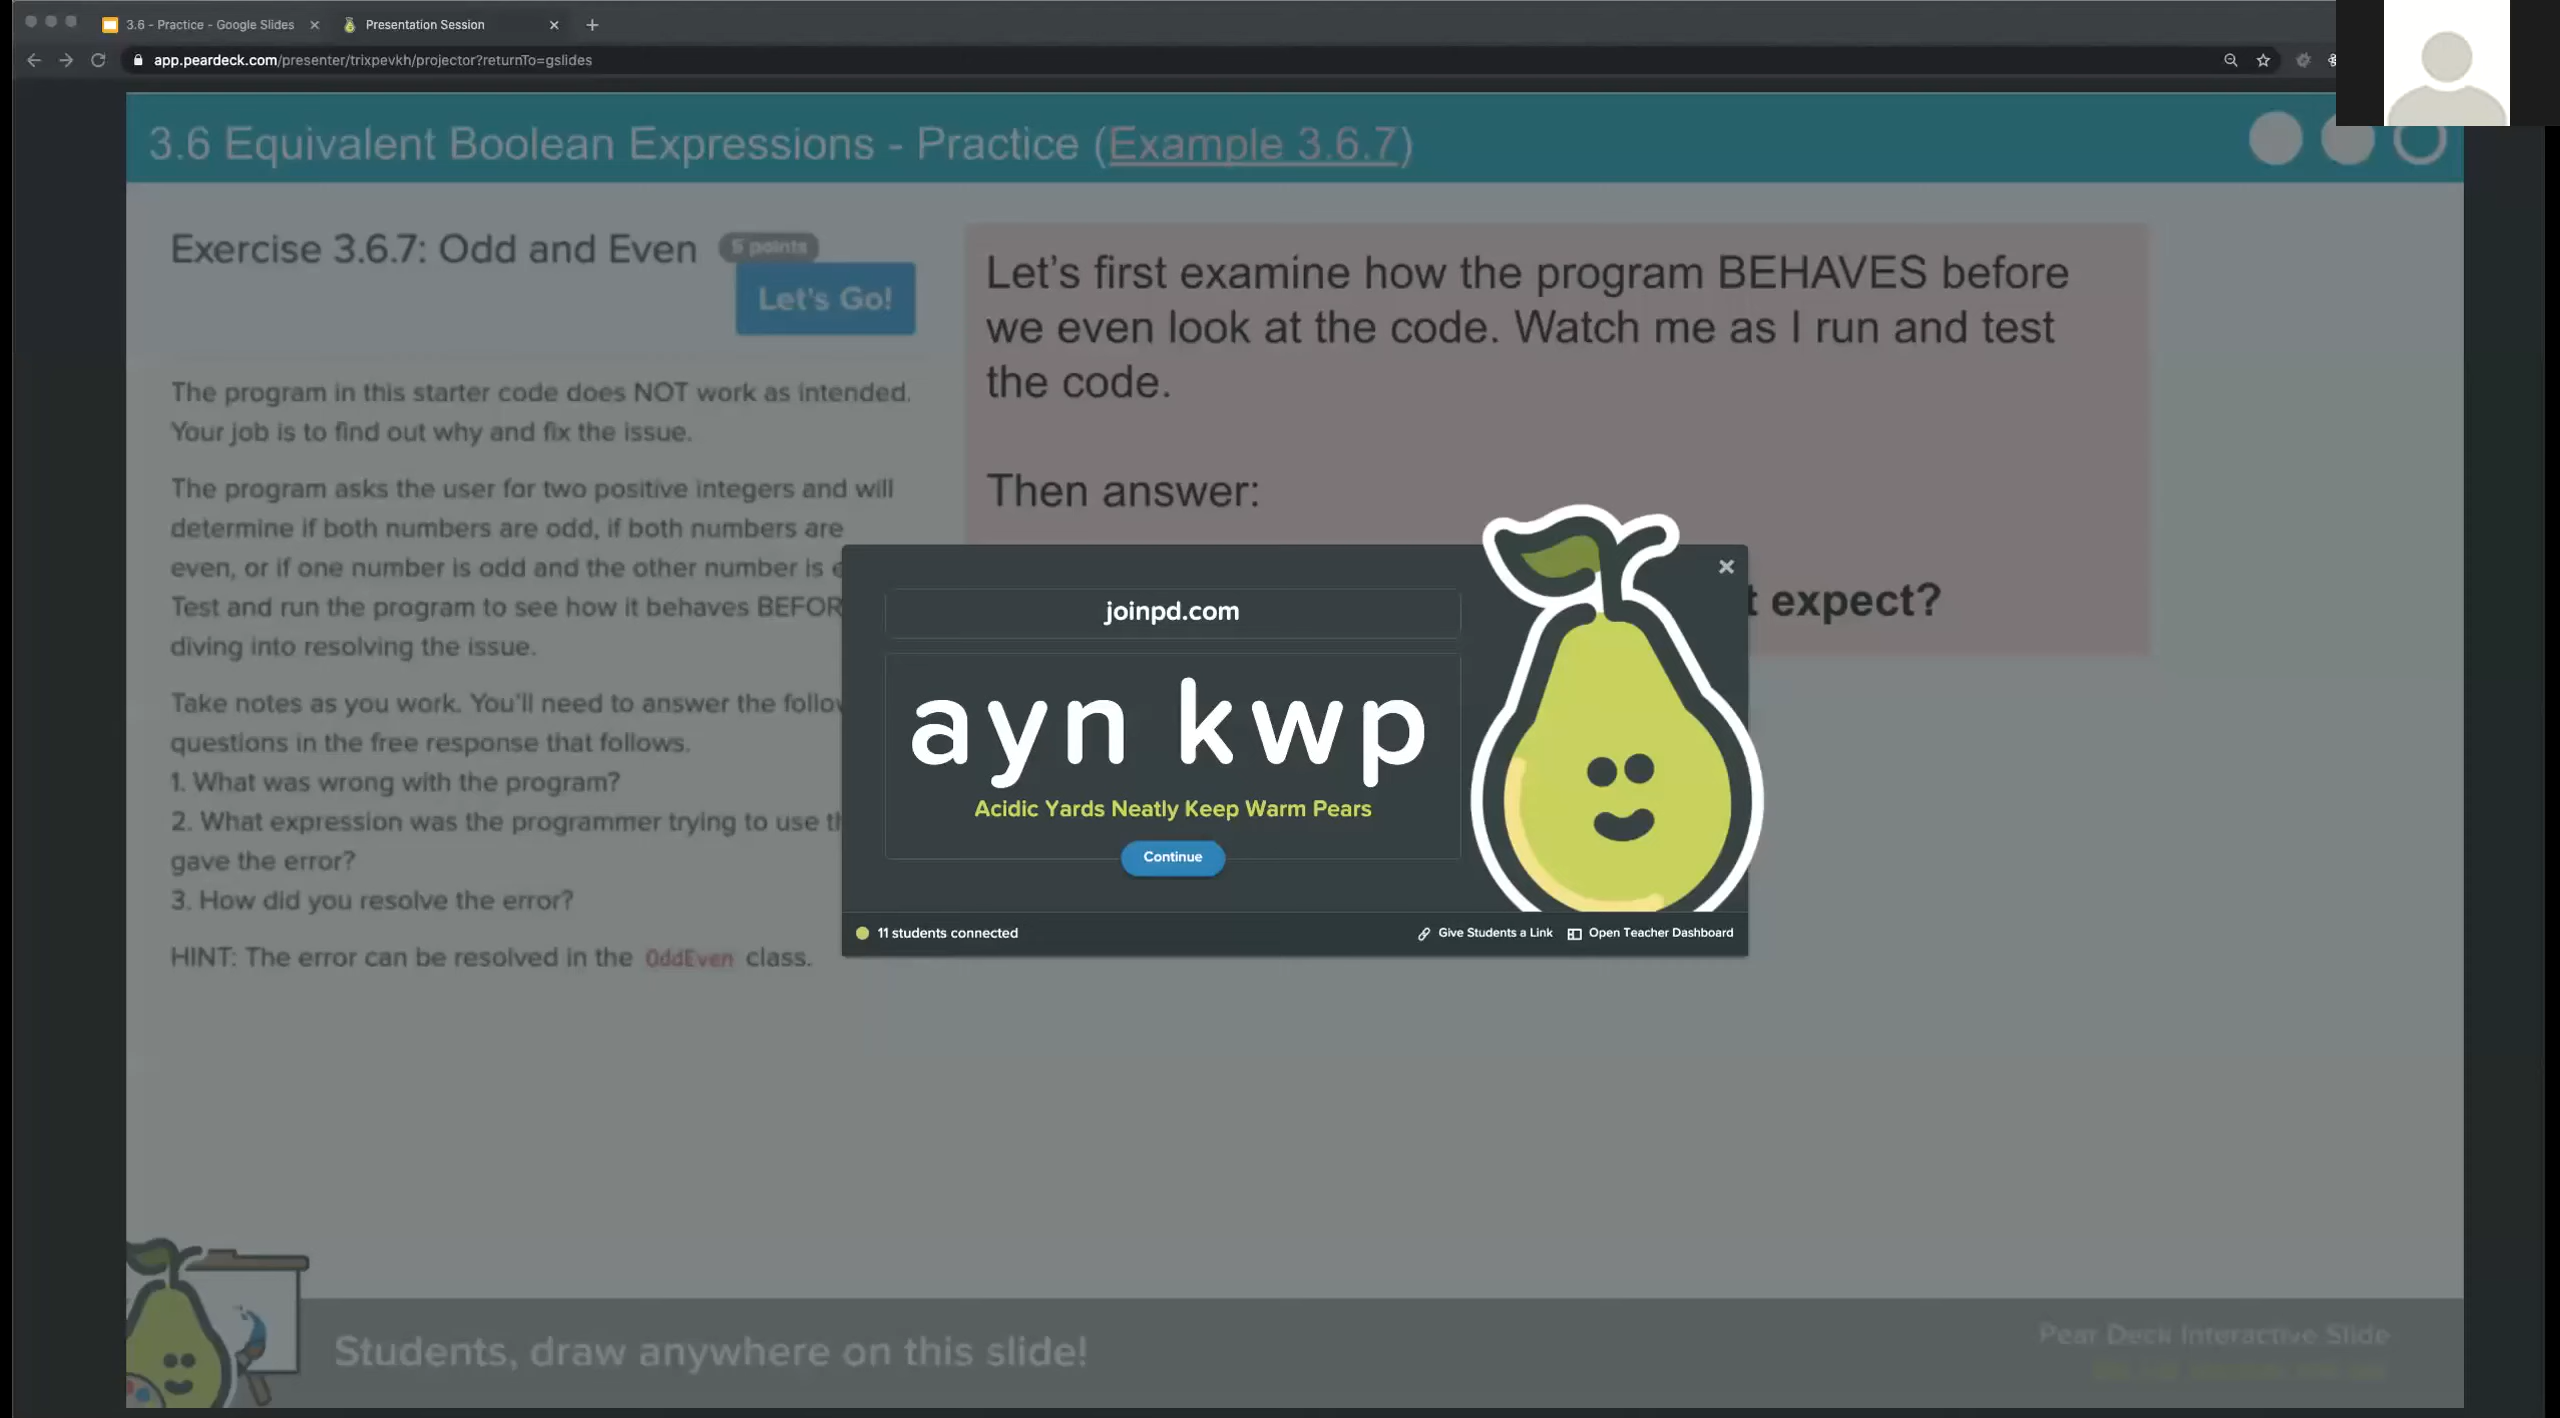 3.6 - Practice - Google Slides
Presentation Session
app.peardeck.com/presenter/trixpevkh/projector?returnTo=gslides
3.6 Equivalent Boolean Expressions - Practice (Example 3.6.7)
Exercise 3.6.7: Odd and Even
5 points
Let's Go!
The program in this starter code does NOT work as intended.
Your job is to find out why and fix the issue.
The program asks the user for two positive integers and will
determine if both numbers are odd, if both numbers are
even, or if one number is odd and the other number is
Test and run the program to see how it behaves
diving into resolving the issue.
Take notes as you work. You'll need to answer the
questions in the free response that follows.
1. What was wrong with the program?
2. What expression was the programmer trying to use
gave the error?
3. How did you resolve the error?
HINT: The error can be resolved in the OddEven class.
Let's first examine how the program BEHAVES before
we even look at the code. Watch me as I run and test
the code.
Then answer:
expect?
joinpd.com
ayn kwp
Acidic Yards Neatly Keep Warm Pears
Continue
11 students connected
Give Students a Link
Open Teacher Dashboard
Students, draw anywhere on this slide!
Pear Deck Interactive Slide